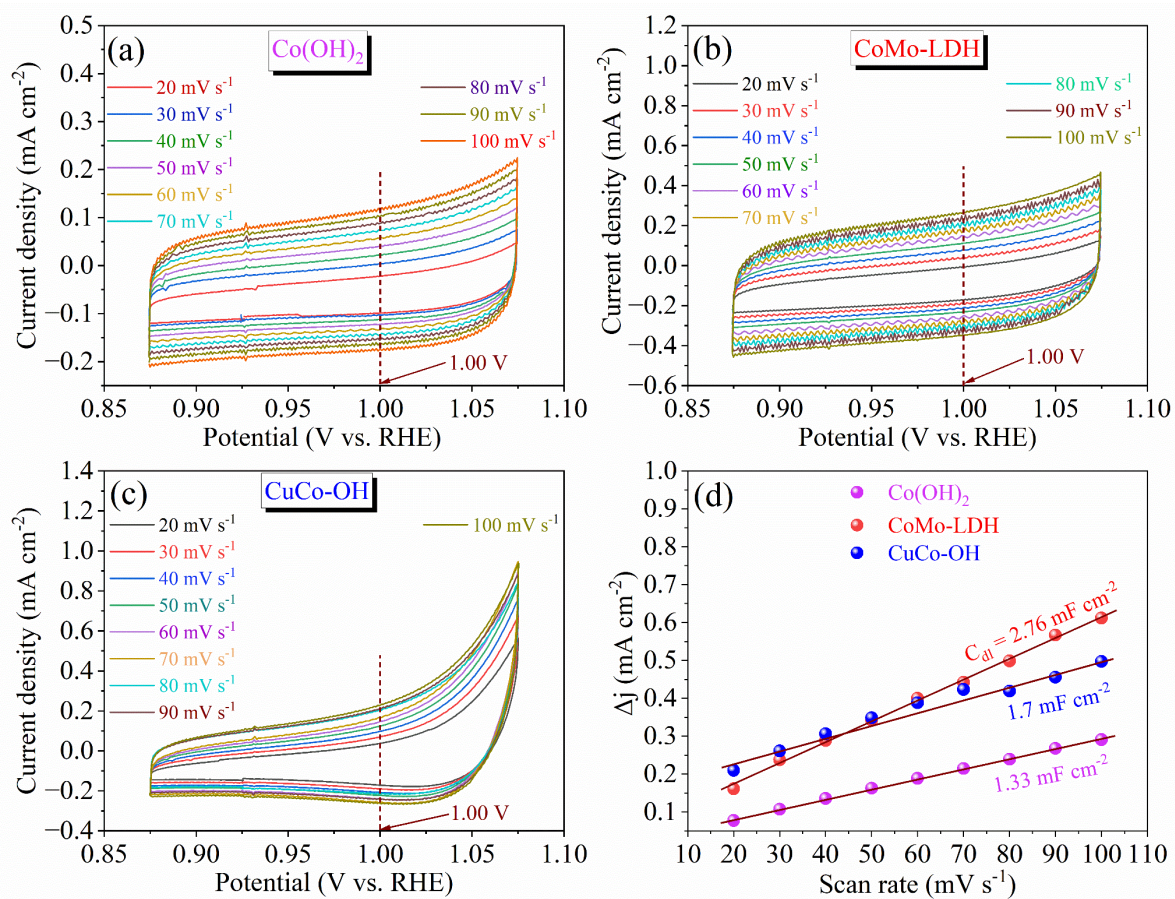 (a)
Co(OH)2
20 mV s-1
30 mV s-1
40 mV s-1
50 mV s-1
60 mV s-1
70 mV s-1
80 mV s-1
90 mV s-1
100 mV s-1
1.00 V
0.5
0.4
0.3
0.2
0.1
0.0
−0.1
−0.2
Current density (mA cm-2)
0.85 0.90 0.95 1.00 1.05 1.10
Potential (V vs. RHE)
(b)
CoMo-LDH
20 mV s-1
30 mV s-1
40 mV s-1
50 mV s-1
60 mV s-1
70 mV s-1
80 mV s-1
90 mV s-1
100 mV s-1
1.00 V
1.2
1.0
0.8
0.6
0.4
0.2
0.0
−0.2
−0.4
−0.6
Current density (mA cm-2)
0.85 0.90 0.95 1.00 1.05 1.10
Potential (V vs. RHE)
(c)
CuCo-OH
20 mV s-1
30 mV s-1
40 mV s-1
50 mV s-1
60 mV s-1
70 mV s-1
80 mV s-1
90 mV s-1
100 mV s-1
1.00 V
1.4
1.2
1.0
0.8
0.6
0.4
0.2
0.0
−0.2
−0.4
Current density (mA cm-2)
0.85 0.90 0.95 1.00 1.05 1.10
Potential (V vs. RHE)
(d)
Co(OH)2
CoMo-LDH
CuCo-OH
Cdl = 2.76 mF cm-2
1.7 mF cm-2
1.33 mF cm-2
1.0
0.9
0.8
0.7
0.6
0.5
0.4
0.3
0.2
0.1
Δj (mA cm-2)
10 20 30 40 50 60 70 80 90 100 110
Scan rate (mV s-1)